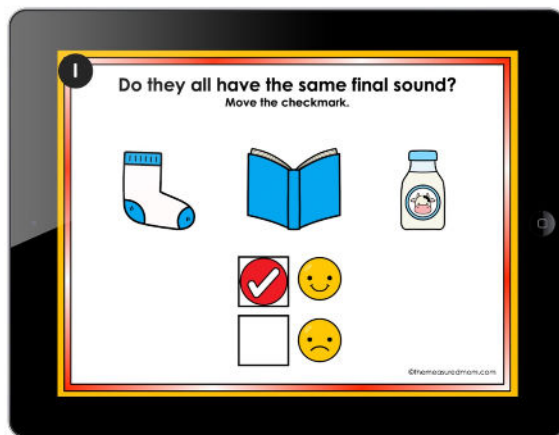 1
Do they all have the same final sound?
Move the checkmark.
©themeasuredmom.com